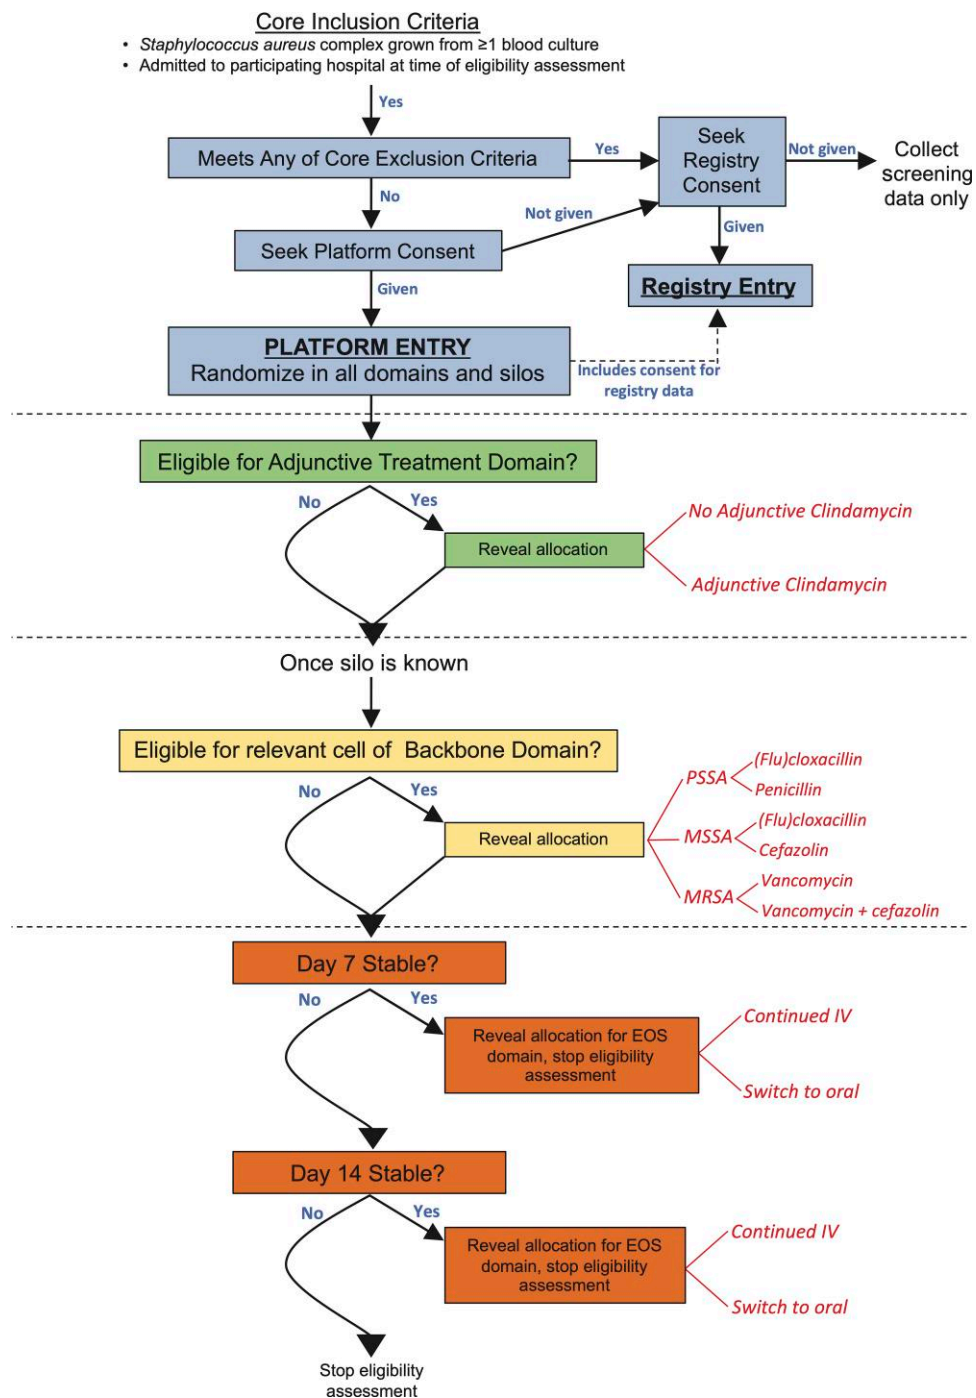 Core Inclusion Criteria
• Staphylococcus aureus complex grown from ≥1 blood culture
• Admitted to participating hospital at time of eligibility assessment
Yes
Meets Any of Core Exclusion Criteria
Yes
Seek
Registry
Consent
Not given
Collect
screening
data only
No
Not given
Seek Platform Consent
Given
Given
Registry Entry
PLATFORM ENTRY
Randomize in all domains and silos
Includes consent for
registry data
Eligible for Adjunctive Treatment Domain?
No
Yes
Reveal allocation
No Adjunctive Clindamycin
Adjunctive Clindamycin
Once silo is known
Eligible for relevant cell of Backbone Domain?
No
Yes
Reveal allocation
PSSA
(Flu)cloxacillin
Penicillin
MSSA
(Flu)cloxacillin
Cefazolin
MRSA
Vancomycin
Vancomycin + cefazolin
Day 7 Stable?
No
Yes
Reveal allocation for EOS
domain, stop eligibility
assessment
Continued IV
Switch to oral
Day 14 Stable?
No
Yes
Reveal allocation for EOS
domain, stop eligibility
assessment
Continued IV
Switch to oral
Stop eligibility
assessment